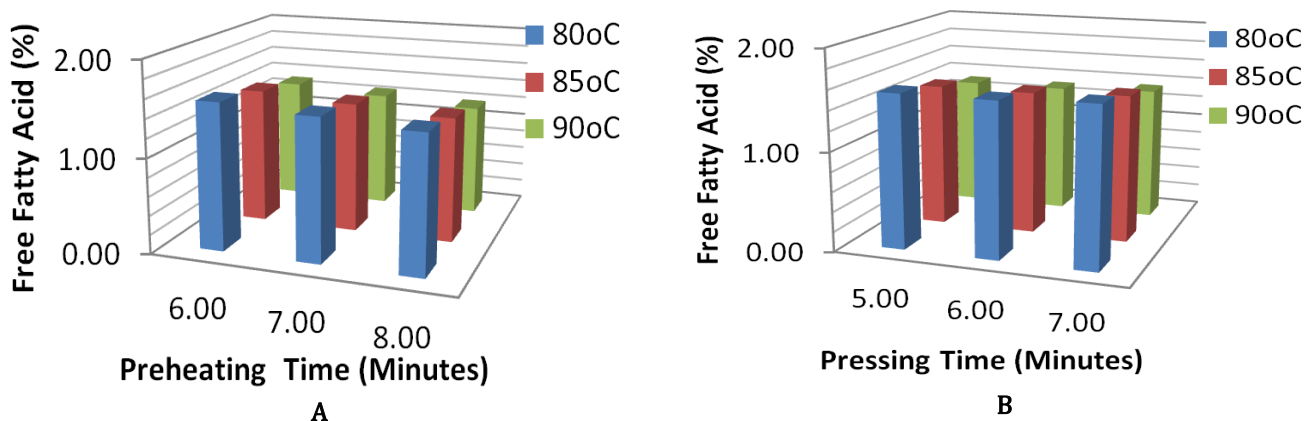 Free Fatty Acid (%)
2.00
1.00
0.00
6.00
7.00
8.00
Preheating Time (Minutes)
80oC
85oC
90oC
A
Free Fatty Acid (%)
2.00
1.00
0.00
5.00
6.00
7.00
Pressing Time (Minutes)
80oC
85oC
90oC
B